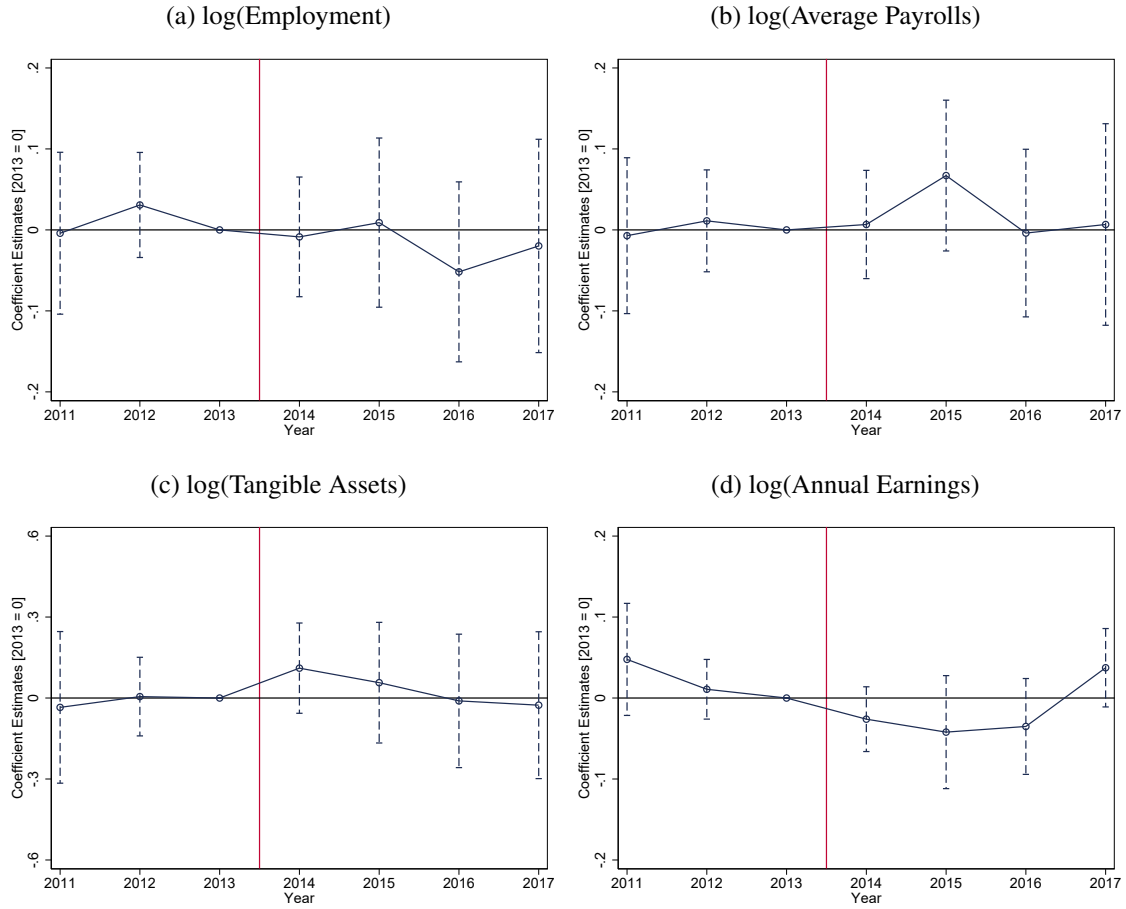 (a) log(Employment)
Coefficient Estimates [2013 = 0]
.2
.1
0
-.1
-.2
2011 2012 2013 2014 2015 2016 2017
Year
(b) log(Average Payrolls)
Coefficient Estimates [2013 = 0]
.2
.1
0
-.1
-.2
2011 2012 2013 2014 2015 2016 2017
Year
(c) log(Tangible Assets)
Coefficient Estimates [2013 = 0]
.6
.3
0
-.3
-.6
2011 2012 2013 2014 2015 2016 2017
Year
(d) log(Annual Earnings)
Coefficient Estimates [2013 = 0]
.2
.1
0
-.1
-.2
2011 2012 2013 2014 2015 2016 2017
Year